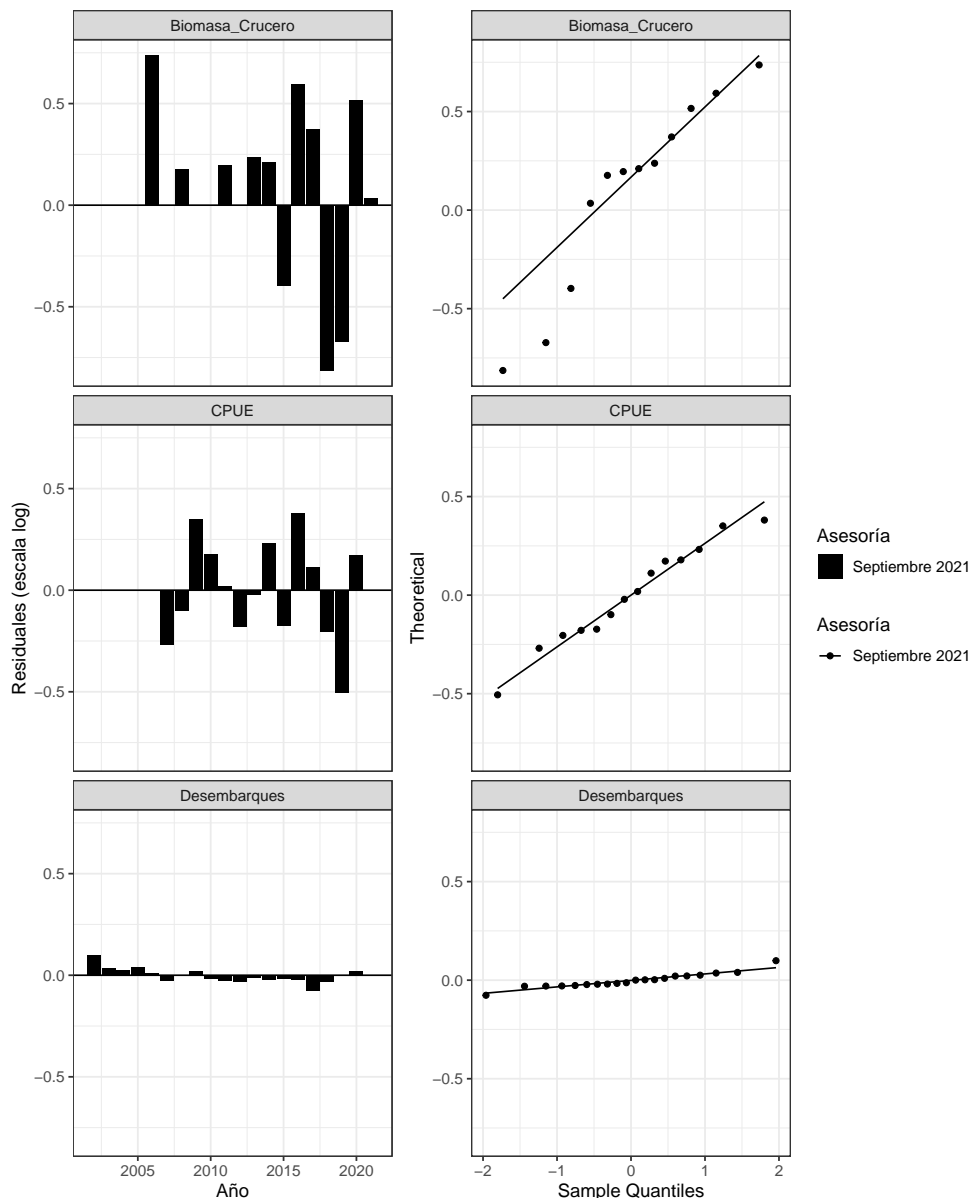 Biomasa_Crucero
Biomasa_Crucero
0.5
0.0
−0.5
0.5
0.0
−0.5
CPUE
CPUE
0.5
0.0
−0.5
0.5
0.0
−0.5
Residuales (escala log)
Theoretical
Asesoría
Septiembre 2021
Asesoría
Septiembre 2021
Desembarques
Desembarques
0.5
0.0
−0.5
0.5
0.0
−0.5
2005 2010 2015 2020
−2 −1 0 1 2
Año
Sample Quantiles